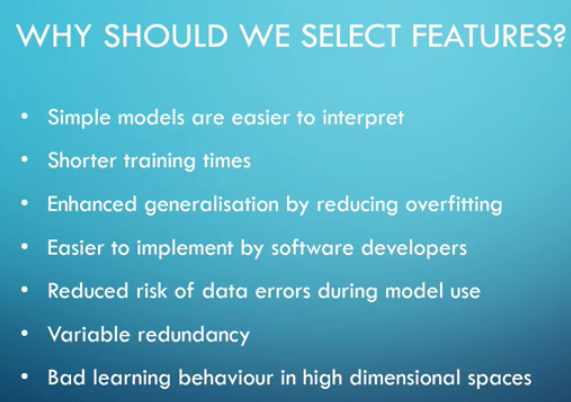 WHY SHOULD WE SELECT FEATURES?
• Simple models are easier to interpret
• Shorter training times
• Enhanced generalisation by reducing overfitting
• Easier to implement by software developers
• Reduced risk of data errors during model use
• Variable redundancy
• Bad learning behaviour in high dimensional spaces